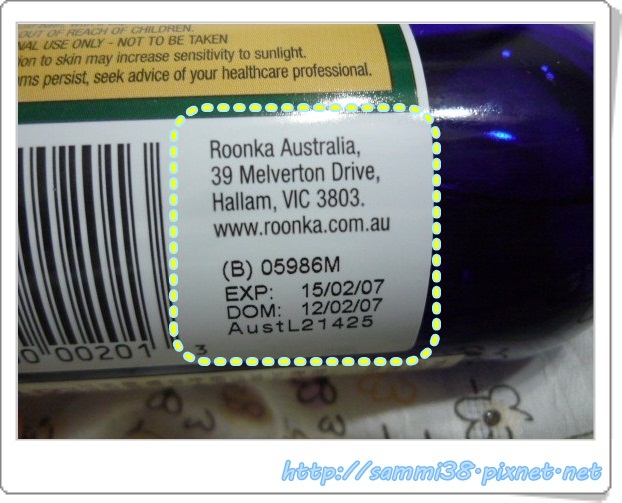 OUT OF REACH OF CHILDREN.
NAL USE ONLY - NOT TO BE TAKEN
ion to skin may increase sensitivity to sunlight.
ms persist, seek advice of your healthcare professional.
Roonka Australia,
39 Melverton Drive,
Hallam, VIC 3803.
www.roonka.com.au
(B) 05986M
EXP: 15/02/07
DOM: 12/02/07
AustL21425
00201 3
http://sammi38.pixnet.net